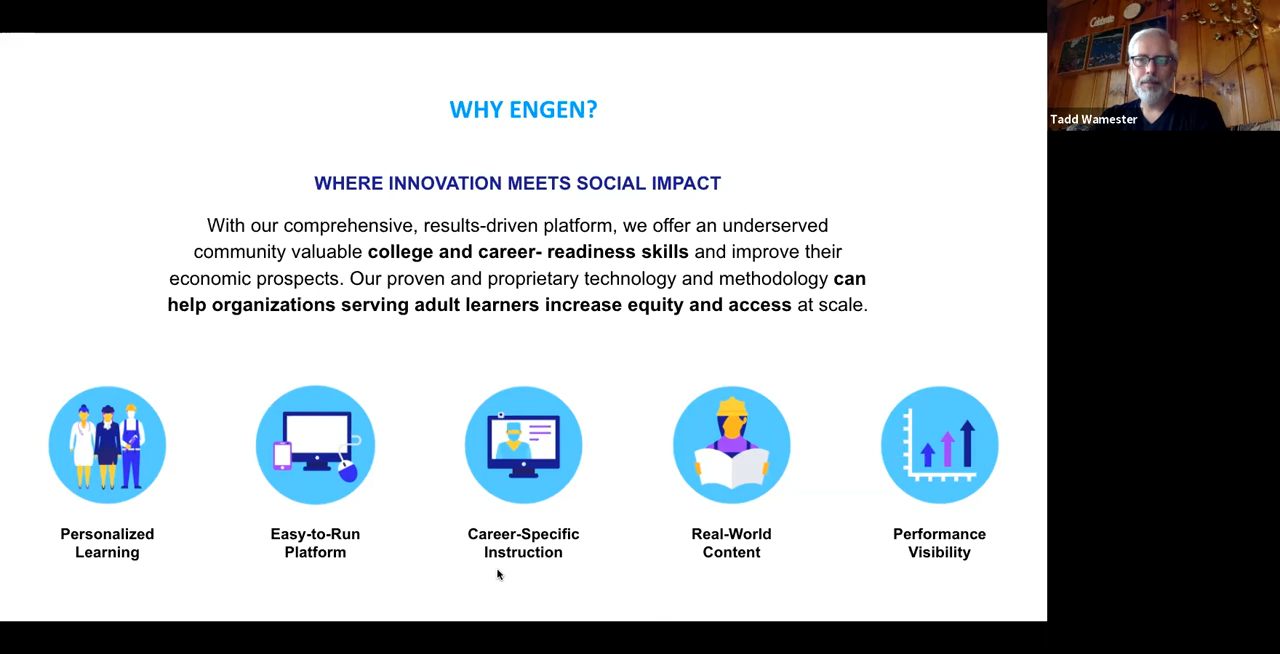 WHY ENGEN?
WHERE INNOVATION MEETS SOCIAL IMPACT
With our comprehensive, results-driven platform, we offer an underserved
community valuable college and career- readiness skills and improve their
economic prospects. Our proven and proprietary technology and methodology can
help organizations serving adult learners increase equity and access at scale.
Personalized
Learning
Easy-to-Run
Platform
Career-Specific
Instruction
Real-World
Content
Performance
Visibility
Celebrate
Tadd Wamester